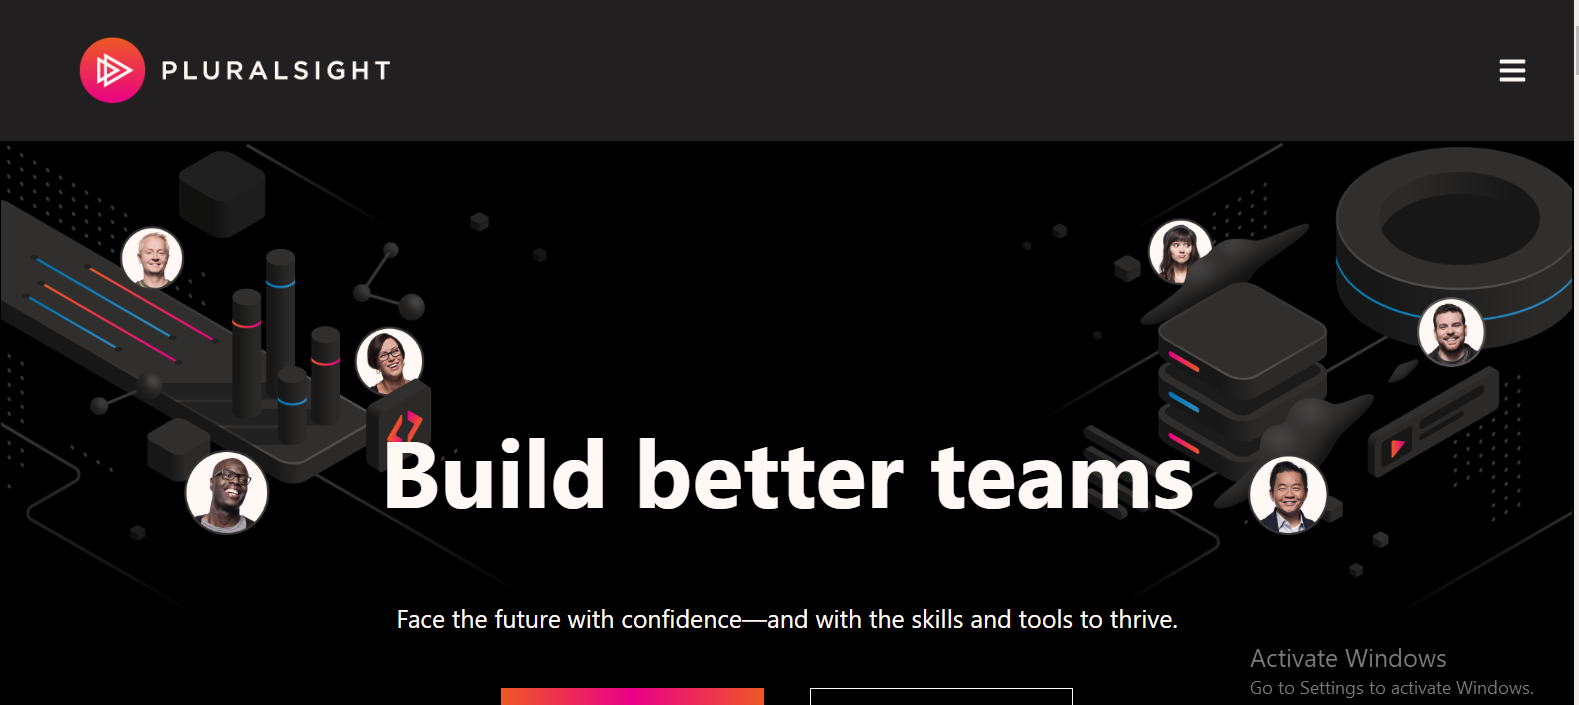 PLURALSIGHT
Build better teams
Face the future with confidence—and with the skills and tools to thrive.
Activate Windows
Go to Settings to activate Windows.